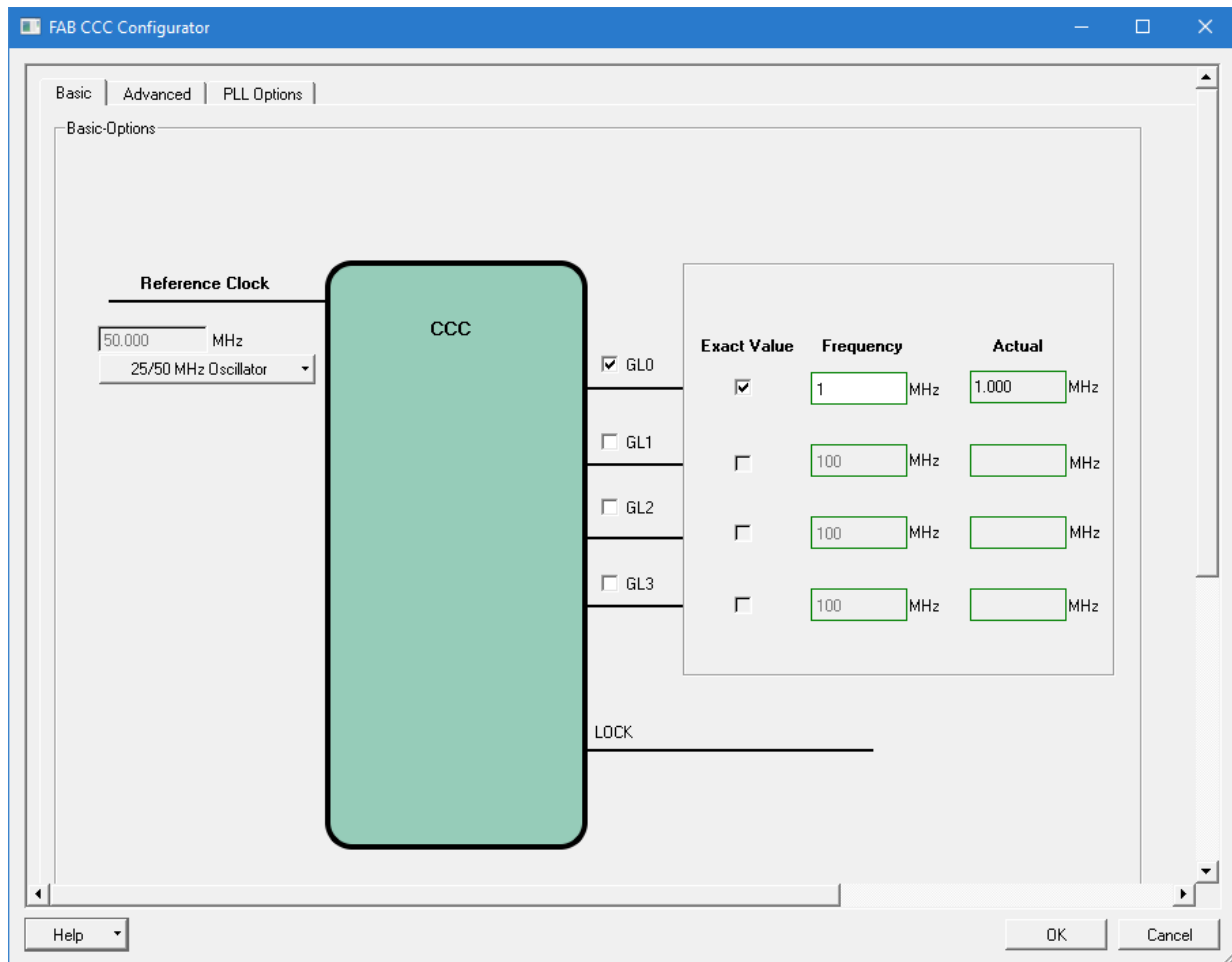 FAB CCC Configurator
Basic Advanced PLL Options
Basic-Options
Reference Clock
50.000 MHz
25/50 MHz Oscillator
CCC
Exact Value Frequency Actual
GL0 1 MHz 1.000 MHz
GL1 100 MHz MHz
GL2 100 MHz MHz
GL3 100 MHz MHz
LOCK
Help OK Cancel